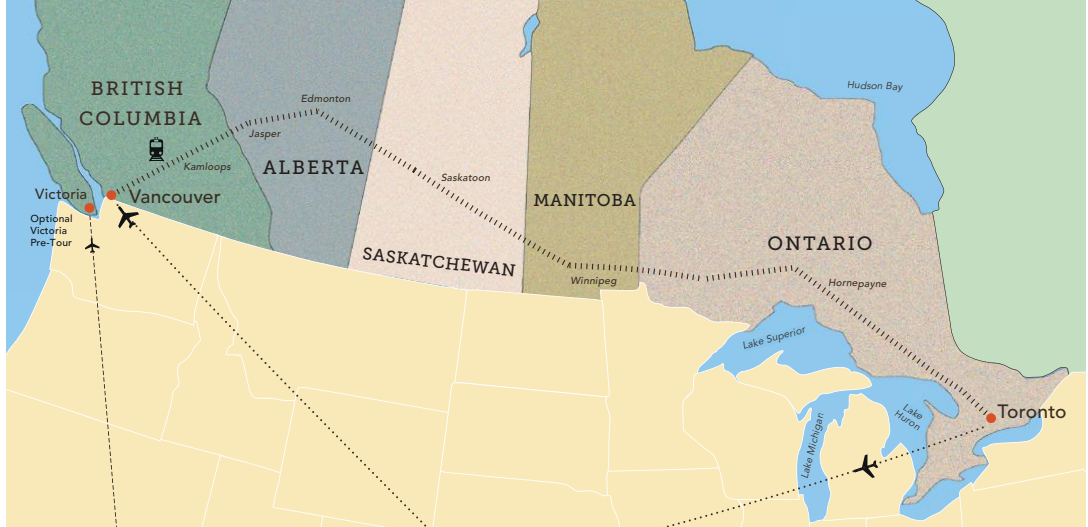 BRITISH
COLUMBIA
Edmonton
Jasper
Kamloops
ALBERTA
Hudson Bay
Saskatoon
Victoria
Vancouver
MANITOBA
Optional
Victoria
Pre-Tour
SASKATCHEWAN
ONTARIO
Winnipeg
Hornepayne
Lake Superior
Lake
Huron
Toronto
Lake Michigan